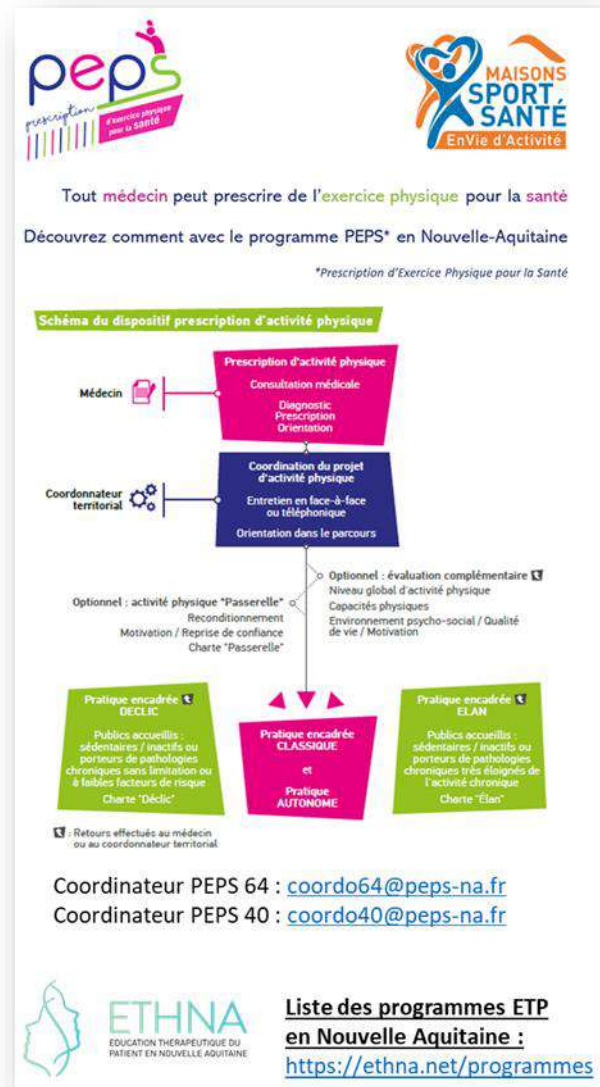 peps
prescription
d'exercice physique
pour la santé
MAISONS
SPORT
SANTÉ
EnVie d'Activité
Tout médecin peut prescrire de l'exercice physique pour la santé
Découvrez comment avec le programme PEPS* en Nouvelle-Aquitaine
*Prescription d'Exercice Physique pour la Santé
Schéma du dispositif prescription d'activité physique
Médecin
Prescription d'activité physique
Consultation médicale
Diagnostic
Prescription
Orientation
Coordonnateur
territorial
Coordination du projet
d'activité physique
Entretien en face-à-face
ou téléphonique
Orientation dans le parcours
Optionnel : évaluation complémentaire t
Niveau global d'activité physique
Capacités physiques
Environnement psycho-social / Qualité
de vie / Motivation
Optionnel : activité physique "Passerelle"
Reconditionnement
Motivation / Reprise de confiance
Charte "Passerelle"
Pratique encadrée t
DECLIC
Publics accueillis :
sédentaires / inactifs ou
porteurs de pathologies
chroniques sans limitation ou
à faibles facteurs de risque
Charte "Déclic"
Pratique encadrée
CLASSIQUE
et
Pratique
AUTONOME
Pratique encadrée t
ELAN
Publics accueillis :
sédentaires / inactifs ou
porteurs de pathologies
chroniques très éloignés de
l'activité chronique
Charte "Élan"
t : Retours effectués au médecin
ou au coordonnateur territorial
Coordinateur PEPS 64 : coordo64@peps-na.fr
Coordinateur PEPS 40 : coordo40@peps-na.fr
ETHNA
EDUCATION THERAPEUTIQUE DU
PATIENT EN NOUVELLE AQUITAINE
Liste des programmes ETP
en Nouvelle Aquitaine :
https://ethna.net/programmes